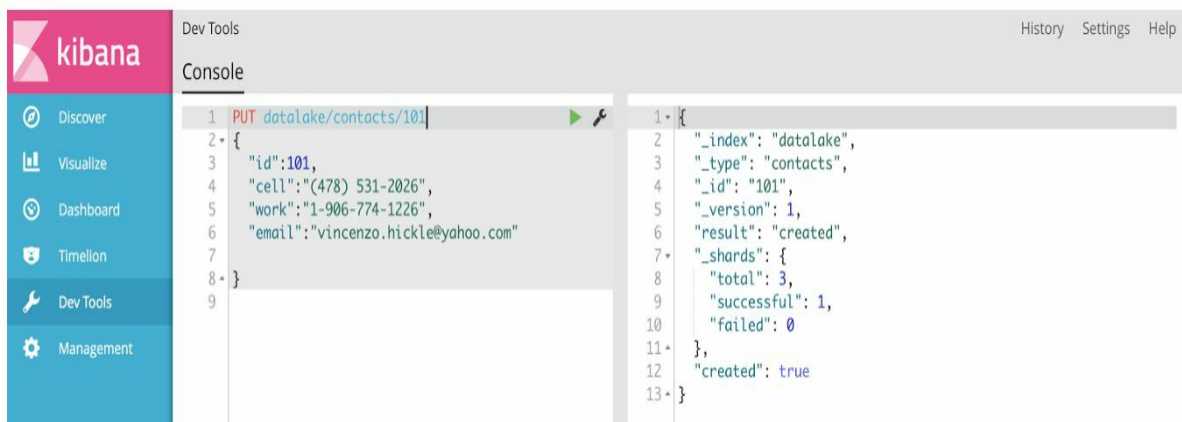 kibana
Discover
Visualize
Dashboard
Timelion
Dev Tools
Management
Dev Tools
History Settings Help
Console
1 PUT datalake/contacts/101
2 {
3 "id":101,
4 "cell":"(478) 531-2026",
5 "work":"1-906-774-1226",
6 "email":"vincenzo.hickle@yahoo.com"
7
8 }
9
1 {
2 "_index": "datalake",
3 "_type": "contacts",
4 "_id": "101",
5 "_version": 1,
6 "result": "created",
7 "_shards": {
8 "total": 3,
9 "successful": 1,
10 "failed": 0
11 },
12 "created": true
13 }